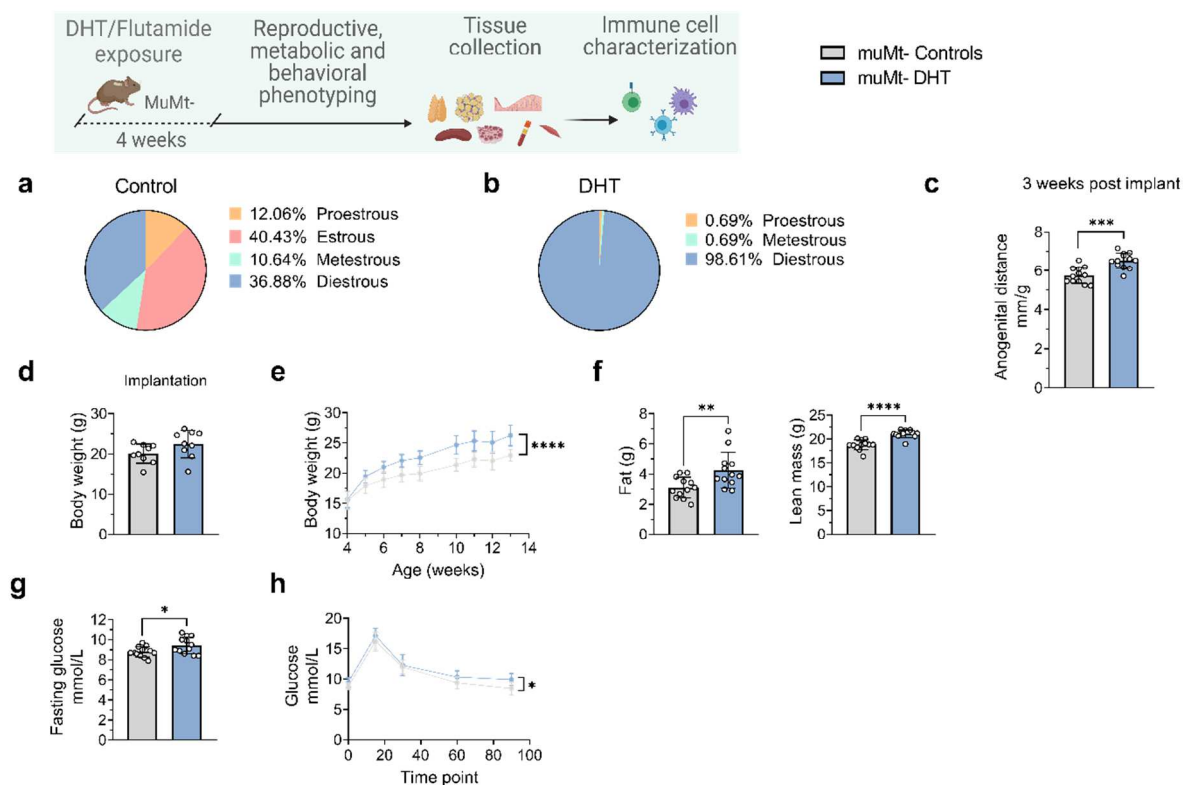 DHT/Flutamide
exposure
MuMt-
4 weeks
Reproductive,
metabolic and
behavioral
phenotyping
Tissue
collection
Immune cell
characterization
muMt- Controls
muMt- DHT
a
Control
12.06% Proestrous
40.43% Estrous
10.64% Metestrous
36.88% Diestrous
b
DHT
0.69% Proestrous
0.69% Metestrous
98.61% Diestrous
c
3 weeks post implant
Anogenital distance
mm/g
8
6
4
2
0
***
d
Implantation
Body weight (g)
30
20
10
0
e
Body weight (g)
30
25
20
15
10
4 6 8 10 12 14
Age (weeks)
****
f
Fat (g)
8
6
4
2
0
**
Lean mass (g)
25
20
15
10
5
0
****
g
Fasting glucose
mmol/L
12
10
8
6
4
2
0
*
h
Glucose
mmol/L
20
15
10
5
0
0 20 40 60 80 100
Time point
*